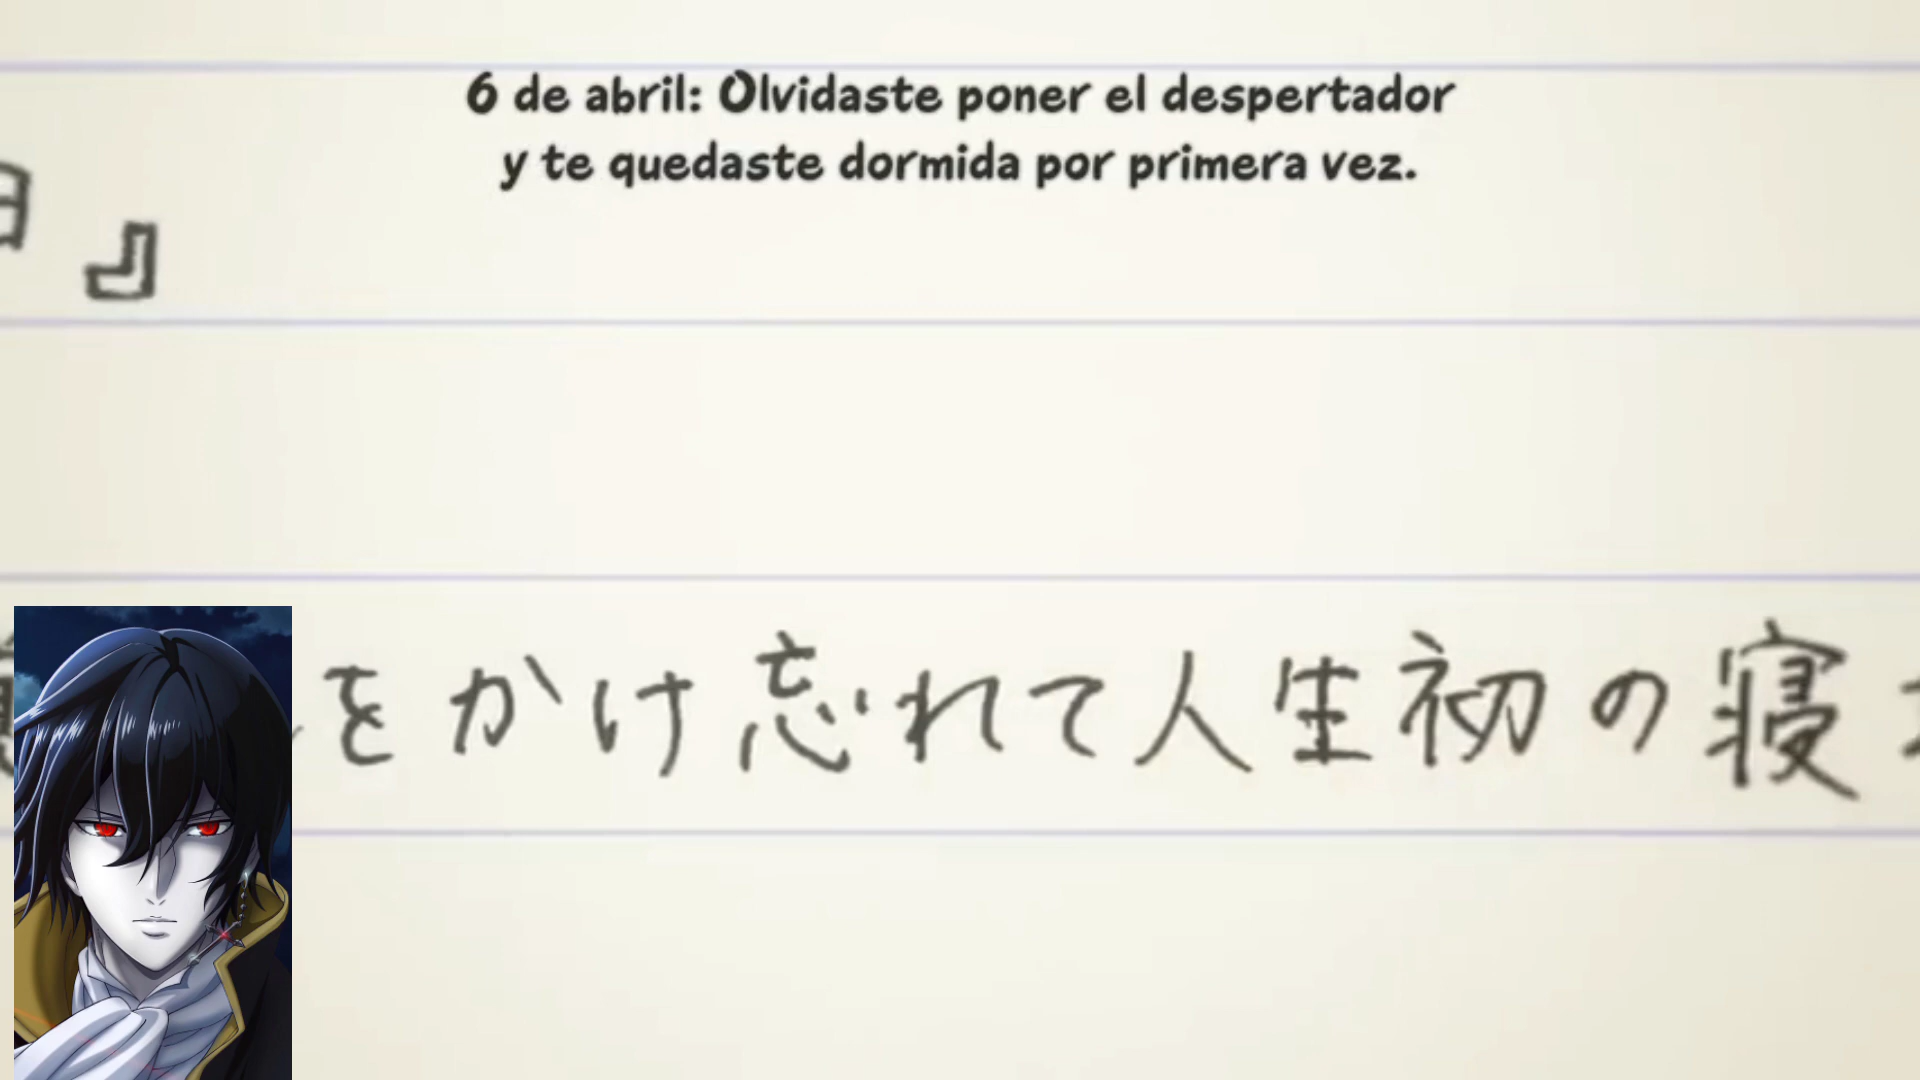 6 de abril: Olvidaste poner el despertador
y te quedaste dormida por primera vez.
』
をかけ忘れて人生初の寝